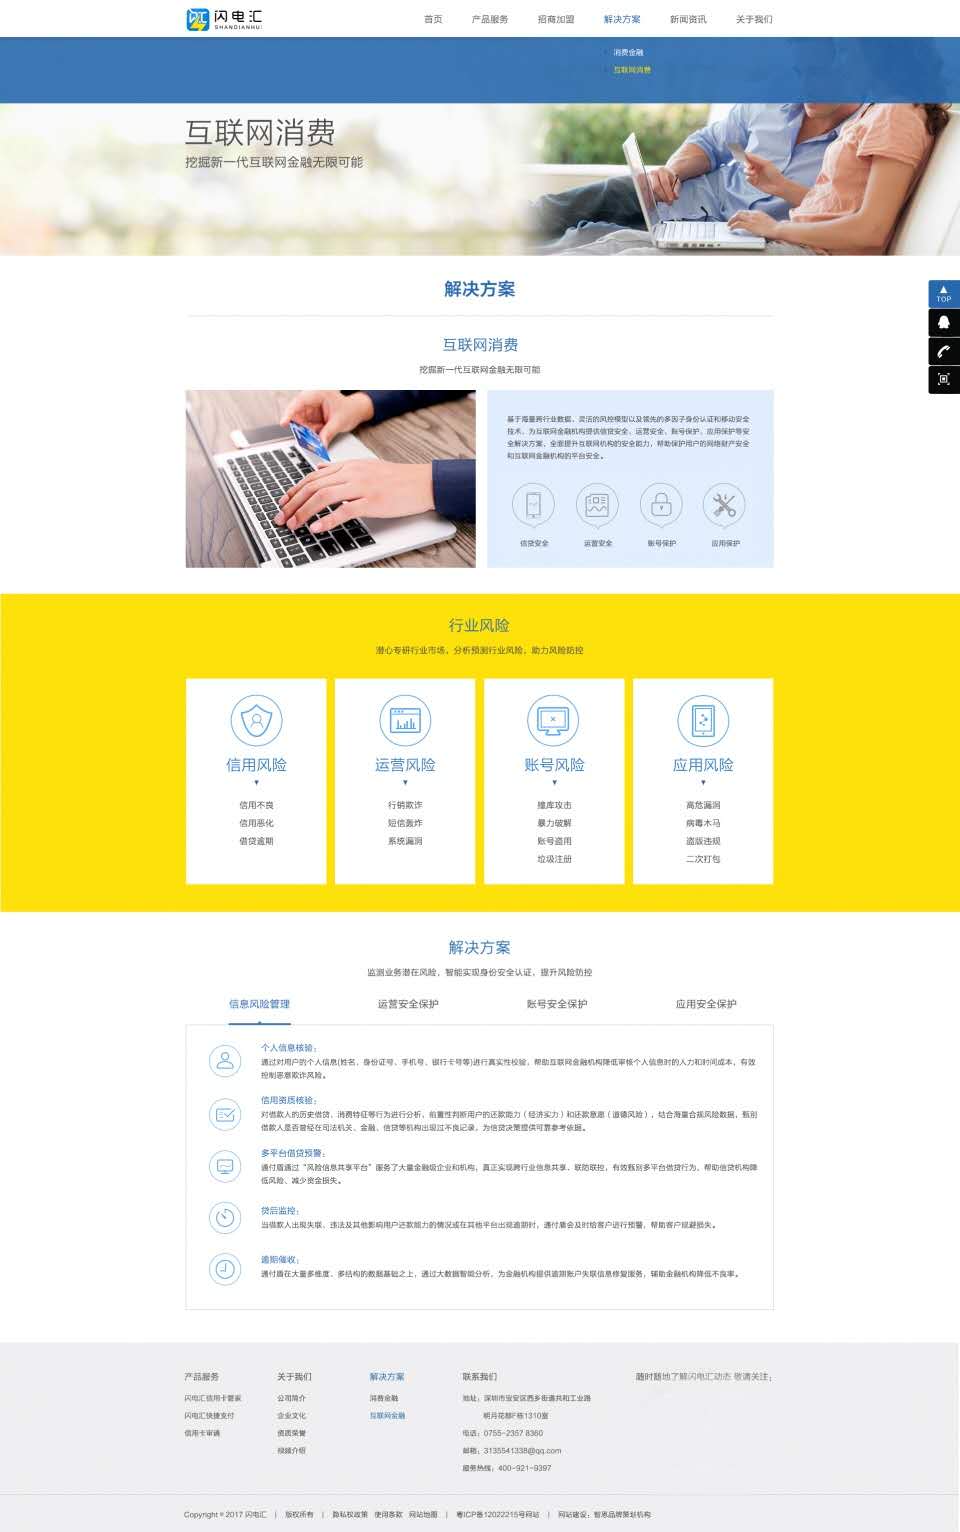 闪电汇
SHANDIANHUI
首页 产品服务 招商加盟 解决方案 新闻资讯 关于我们
消费金融
互联网消费
互联网消费
挖掘新一代互联网金融无限可能
TOP
解决方案
互联网消费
挖掘新一代互联网金融无限可能
基于海量跨行业数据、灵活的风控模型以及领先的多因子身份认证和移动安全
技术，为互联网金融机构提供信贷安全、运营安全、账号保护、应用保护等安
全解决方案，全面提升互联网机构的安全能力，帮助保护用户的网络财产安全
和互联网金融机构的平台安全。
信贷安全 运营安全 账号保护 应用保护
行业风险
潜心专研行业市场，分析预测行业风险，助力风险防控
信用风险 运营风险 账号风险 应用风险
信用不良 行销欺诈 撞库攻击 高危漏洞
信用恶化 短信轰炸 暴力破解 病毒木马
借贷逾期 系统漏洞 账号盗用 盗版违规
垃圾注册 二次打包
解决方案
监测业务潜在风险，智能实现身份安全认证，提升风险防控
信息风险管理 运营安全保护 账号安全保护 应用安全保护
个人信息核验：
通过对用户的个人信息(姓名、身份证号、手机号、银行卡号等)进行真实性校验，帮助互联网金融机构降低审核个人信息时的人力和时间成本，有效
控制恶意欺诈风险。
信用资质核验：
对借款人的历史借贷、消费特征等行为进行分析，前置性判断用户的还款能力（经济实力）和还款意愿（道德风险），结合海量合规风险数据，甄别
借款人是否曾经在司法机关、金融、信贷等机构出现过不良记录，为信贷决策提供可靠参考依据。
多平台借贷预警：
通付盾通过“风险信息共享平台”服务了大量金融级企业和机构，真正实现跨行业信息共享、联防联控，有效甄别多平台借贷行为，帮助信贷机构降
低风险、减少资金损失。
贷后监控：
当借款人出现失联、违法及其他影响用户还款能力的情况或在其他平台出现逾期时，通付盾会及时给客户进行预警，帮助客户规避损失。
逾期催收：
通付盾在大量多维度、多结构的数据基础之上，通过大数据智能分析，为金融机构提供逾期账户失联信息修复服务，辅助金融机构降低不良率。
产品服务 关于我们 解决方案 联系我们 随时随地了解闪电汇动态 敬请关注：
闪电汇信用卡管家 公司简介 消费金融 地址：深圳市宝安区西乡街道共和工业路
闪电汇快捷支付 企业文化 互联网金融 明月花都F栋1310室
信用卡申请 资质荣誉 电话：0755-2357 8360
视频介绍 邮箱：3135541338@qq.com
服务热线：400-921-9397
Copyright © 2017 闪电汇 | 版权所有 | 隐私权政策 使用条款 网站地图 | 粤ICP备12022215号网站 | 网站建设：智恩品牌策划机构